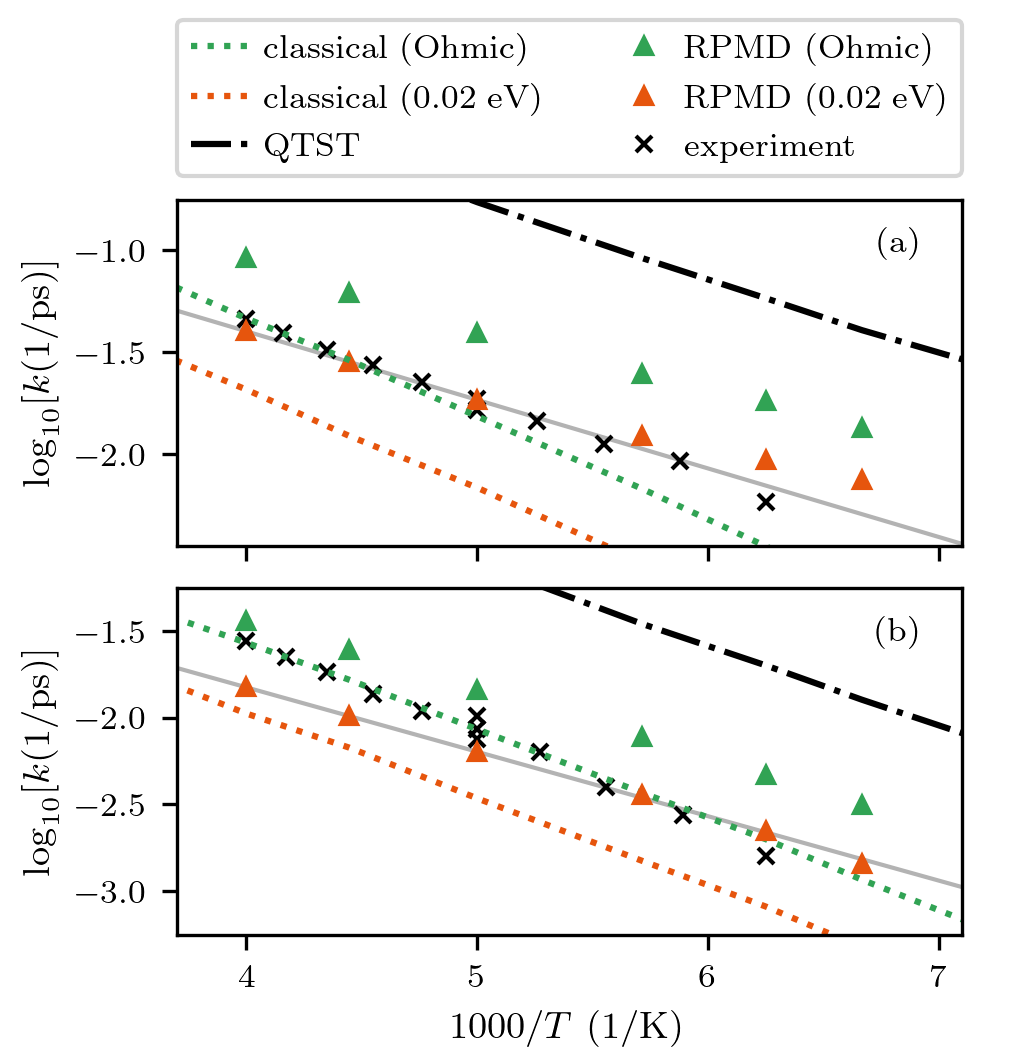 classical (Ohmic)
classical (0.02 eV)
QTST
RPMD (Ohmic)
RPMD (0.02 eV)
experiment
(a)
−1.0
−1.5
−2.0
log₁₀[k(1/ps)]
(b)
−1.5
−2.0
−2.5
−3.0
log₁₀[k(1/ps)]
4 5 6 7
1000/T (1/K)